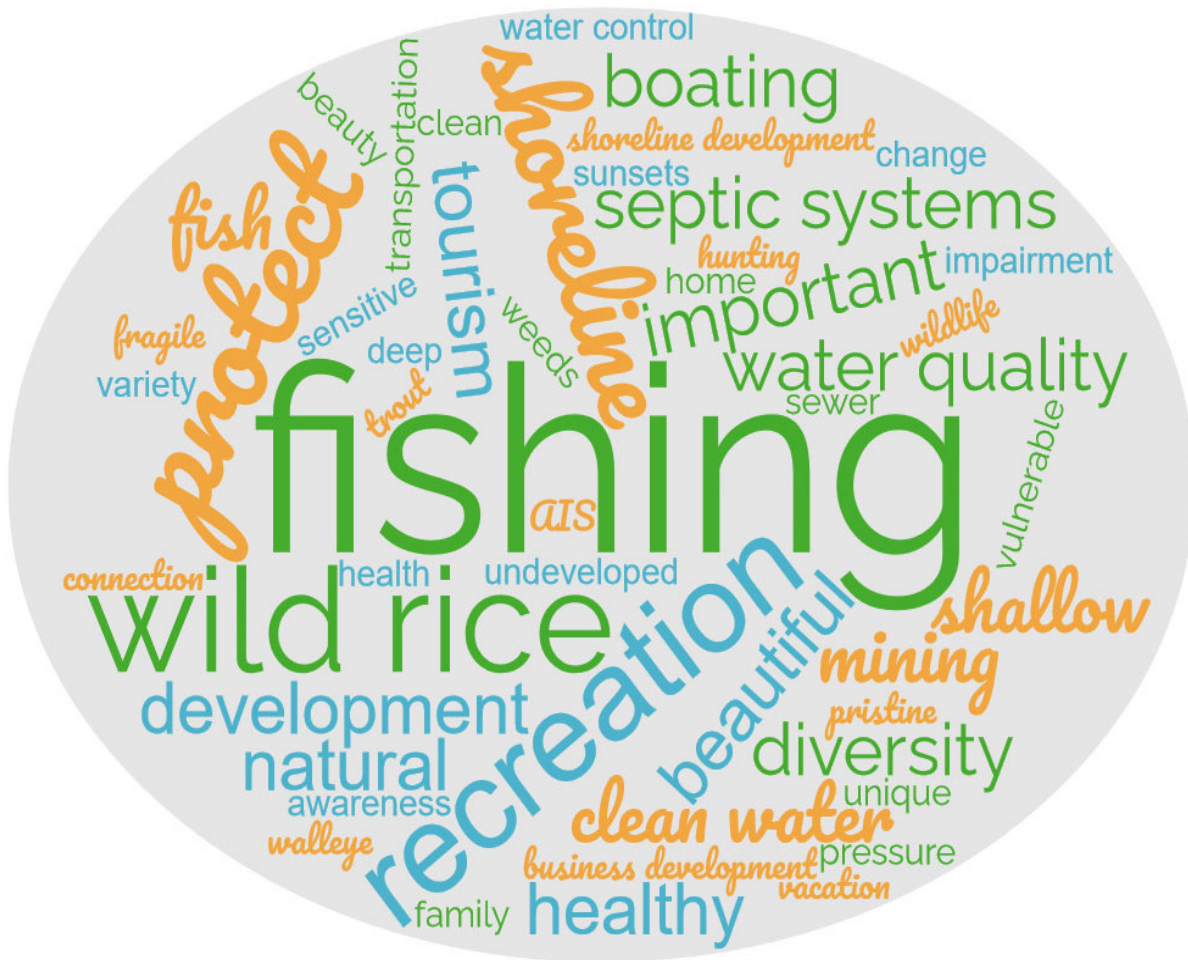 water control
shoreline
boating
beauty
transportation
clean
shoreline development
change
sunsets
protect
fish
tourism
septic systems
hunting
home
important
impairment
sensitive
weeds
wildlife
fragile
variety
deep
trout
water quality
sewer
fishing
vulnerable
AIS
connection
health
undeveloped
wild rice
recreation
beautiful
shallow
mining
development
pristine
natural
diversity
awareness
unique
clean water
walleye
business development
pressure
vacation
family
healthy